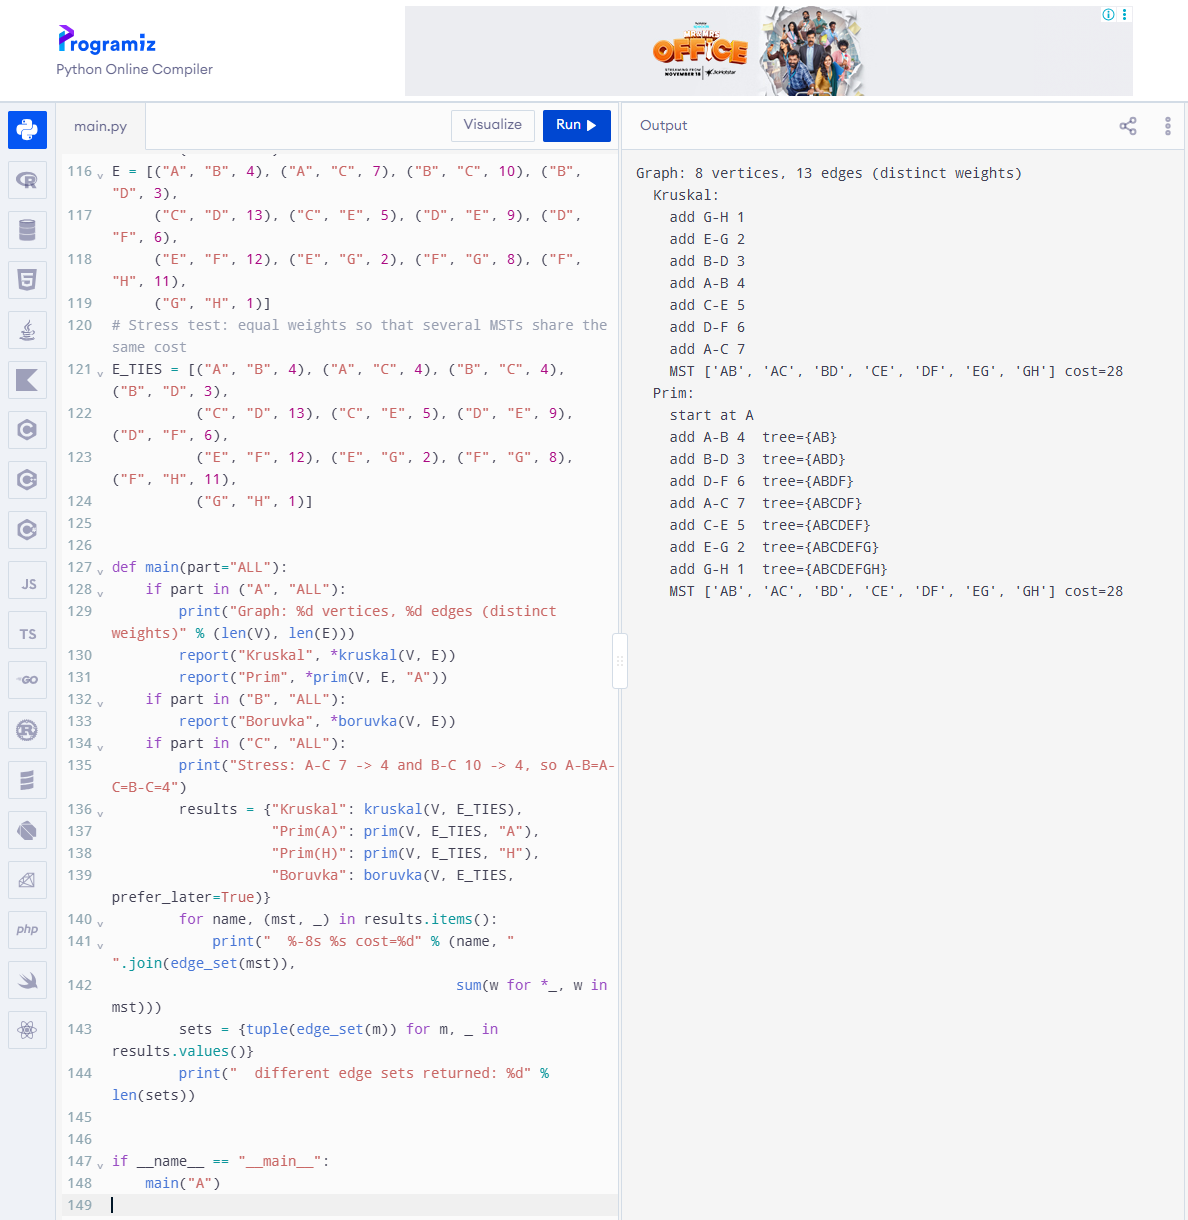 Programiz
Python Online Compiler
MR&MRS
OFFICE
STREAMING FROM
NOVEMBER 18
JioHotstar
main.py
Visualize
Run
Output
116 E = [("A", "B", 4), ("A", "C", 7), ("B", "C", 10), ("B",
"D", 3),
117 ("C", "D", 13), ("C", "E", 5), ("D", "E", 9), ("D",
"F", 6),
118 ("E", "F", 12), ("E", "G", 2), ("F", "G", 8), ("F",
"H", 11),
119 ("G", "H", 1)]
120 # Stress test: equal weights so that several MSTs share the
same cost
121 E_TIES = [("A", "B", 4), ("A", "C", 4), ("B", "C", 4),
("B", "D", 3),
122 ("C", "D", 13), ("C", "E", 5), ("D", "E", 9),
("D", "F", 6),
123 ("E", "F", 12), ("E", "G", 2), ("F", "G", 8),
("F", "H", 11),
124 ("G", "H", 1)]
125
126
127 def main(part="ALL"):
128 if part in ("A", "ALL"):
129 print("Graph: %d vertices, %d edges (distinct
weights)" % (len(V), len(E)))
130 report("Kruskal", *kruskal(V, E))
131 report("Prim", *prim(V, E, "A"))
132 if part in ("B", "ALL"):
133 report("Boruvka", *boruvka(V, E))
134 if part in ("C", "ALL"):
135 print("Stress: A-C 7 -> 4 and B-C 10 -> 4, so A-B=A-
C=B-C=4")
136 results = {"Kruskal": kruskal(V, E_TIES),
137 "Prim(A)": prim(V, E_TIES, "A"),
138 "Prim(H)": prim(V, E_TIES, "H"),
139 "Boruvka": boruvka(V, E_TIES,
prefer_later=True)}
140 for name, (mst, _) in results.items():
141 print("  %-8s %s cost=%d" % (name, "
".join(edge_set(mst)),
142 sum(w for *_, w in
mst)))
143 sets = {tuple(edge_set(m)) for m, _ in
results.values()}
144 print("  different edge sets returned: %d" %
len(sets))
145
146
147 if __name__ == "__main__":
148 main("A")
149
Graph: 8 vertices, 13 edges (distinct weights)
Kruskal:
add G-H 1
add E-G 2
add B-D 3
add A-B 4
add C-E 5
add D-F 6
add A-C 7
MST ['AB', 'AC', 'BD', 'CE', 'DF', 'EG', 'GH'] cost=28
Prim:
start at A
add A-B 4  tree={AB}
add B-D 3  tree={ABD}
add D-F 6  tree={ABDF}
add A-C 7  tree={ABCDF}
add C-E 5  tree={ABCDEF}
add E-G 2  tree={ABCDEFG}
add G-H 1  tree={ABCDEFGH}
MST ['AB', 'AC', 'BD', 'CE', 'DF', 'EG', 'GH'] cost=28
JS
TS
GO
php